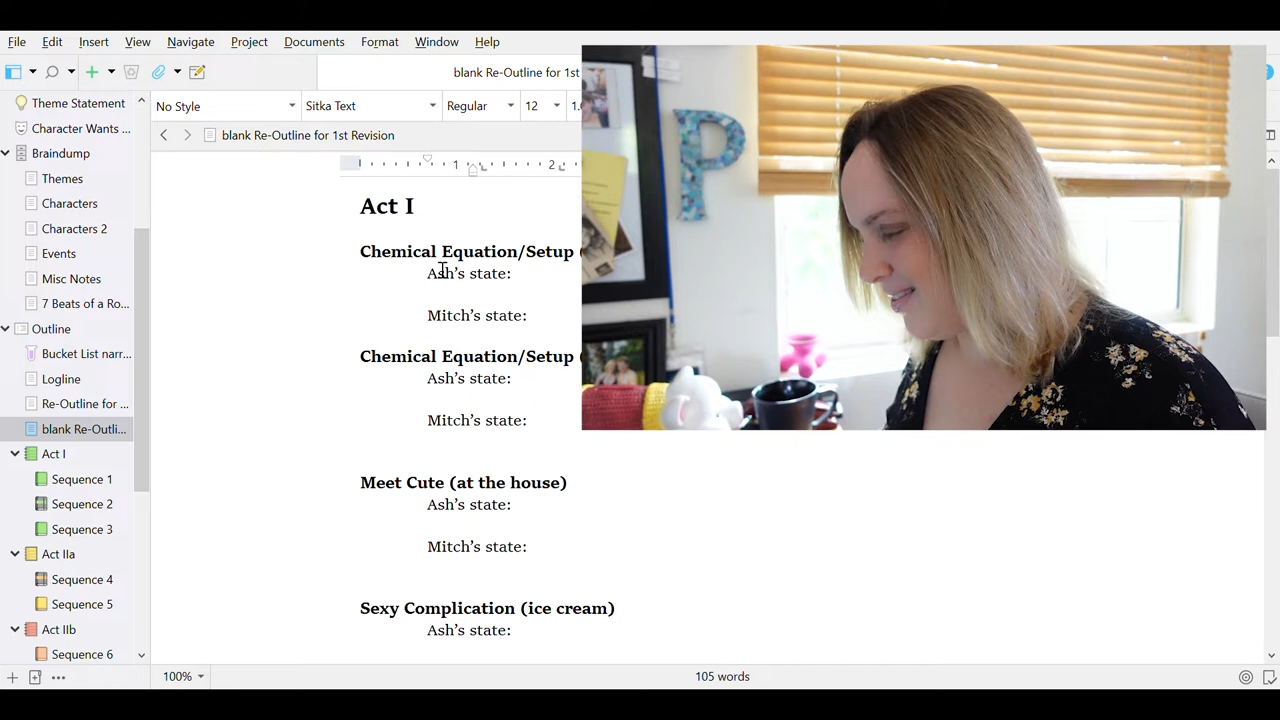 File Edit Insert View Navigate Project Documents Format Window Help
blank Re-Outline for 1st
No Style Sitka Text Regular 12 1.
blank Re-Outline for 1st Revision
Theme Statement
Character Wants ...
Braindump
Themes
Characters
Characters 2
Events
Misc Notes
7 Beats of a Ro...
Outline
Bucket List narr...
Logline
Re-Outline for ...
blank Re-Outli...
Act I
Sequence 1
Sequence 2
Sequence 3
Act IIa
Sequence 4
Sequence 5
Act IIb
Sequence 6
1 2
Act I
Chemical Equation/Setup (
Ash's state:
Mitch's state:
Chemical Equation/Setup (
Ash's state:
Mitch's state:
Meet Cute (at the house)
Ash's state:
Mitch's state:
Sexy Complication (ice cream)
Ash's state:
P
100% 105 words